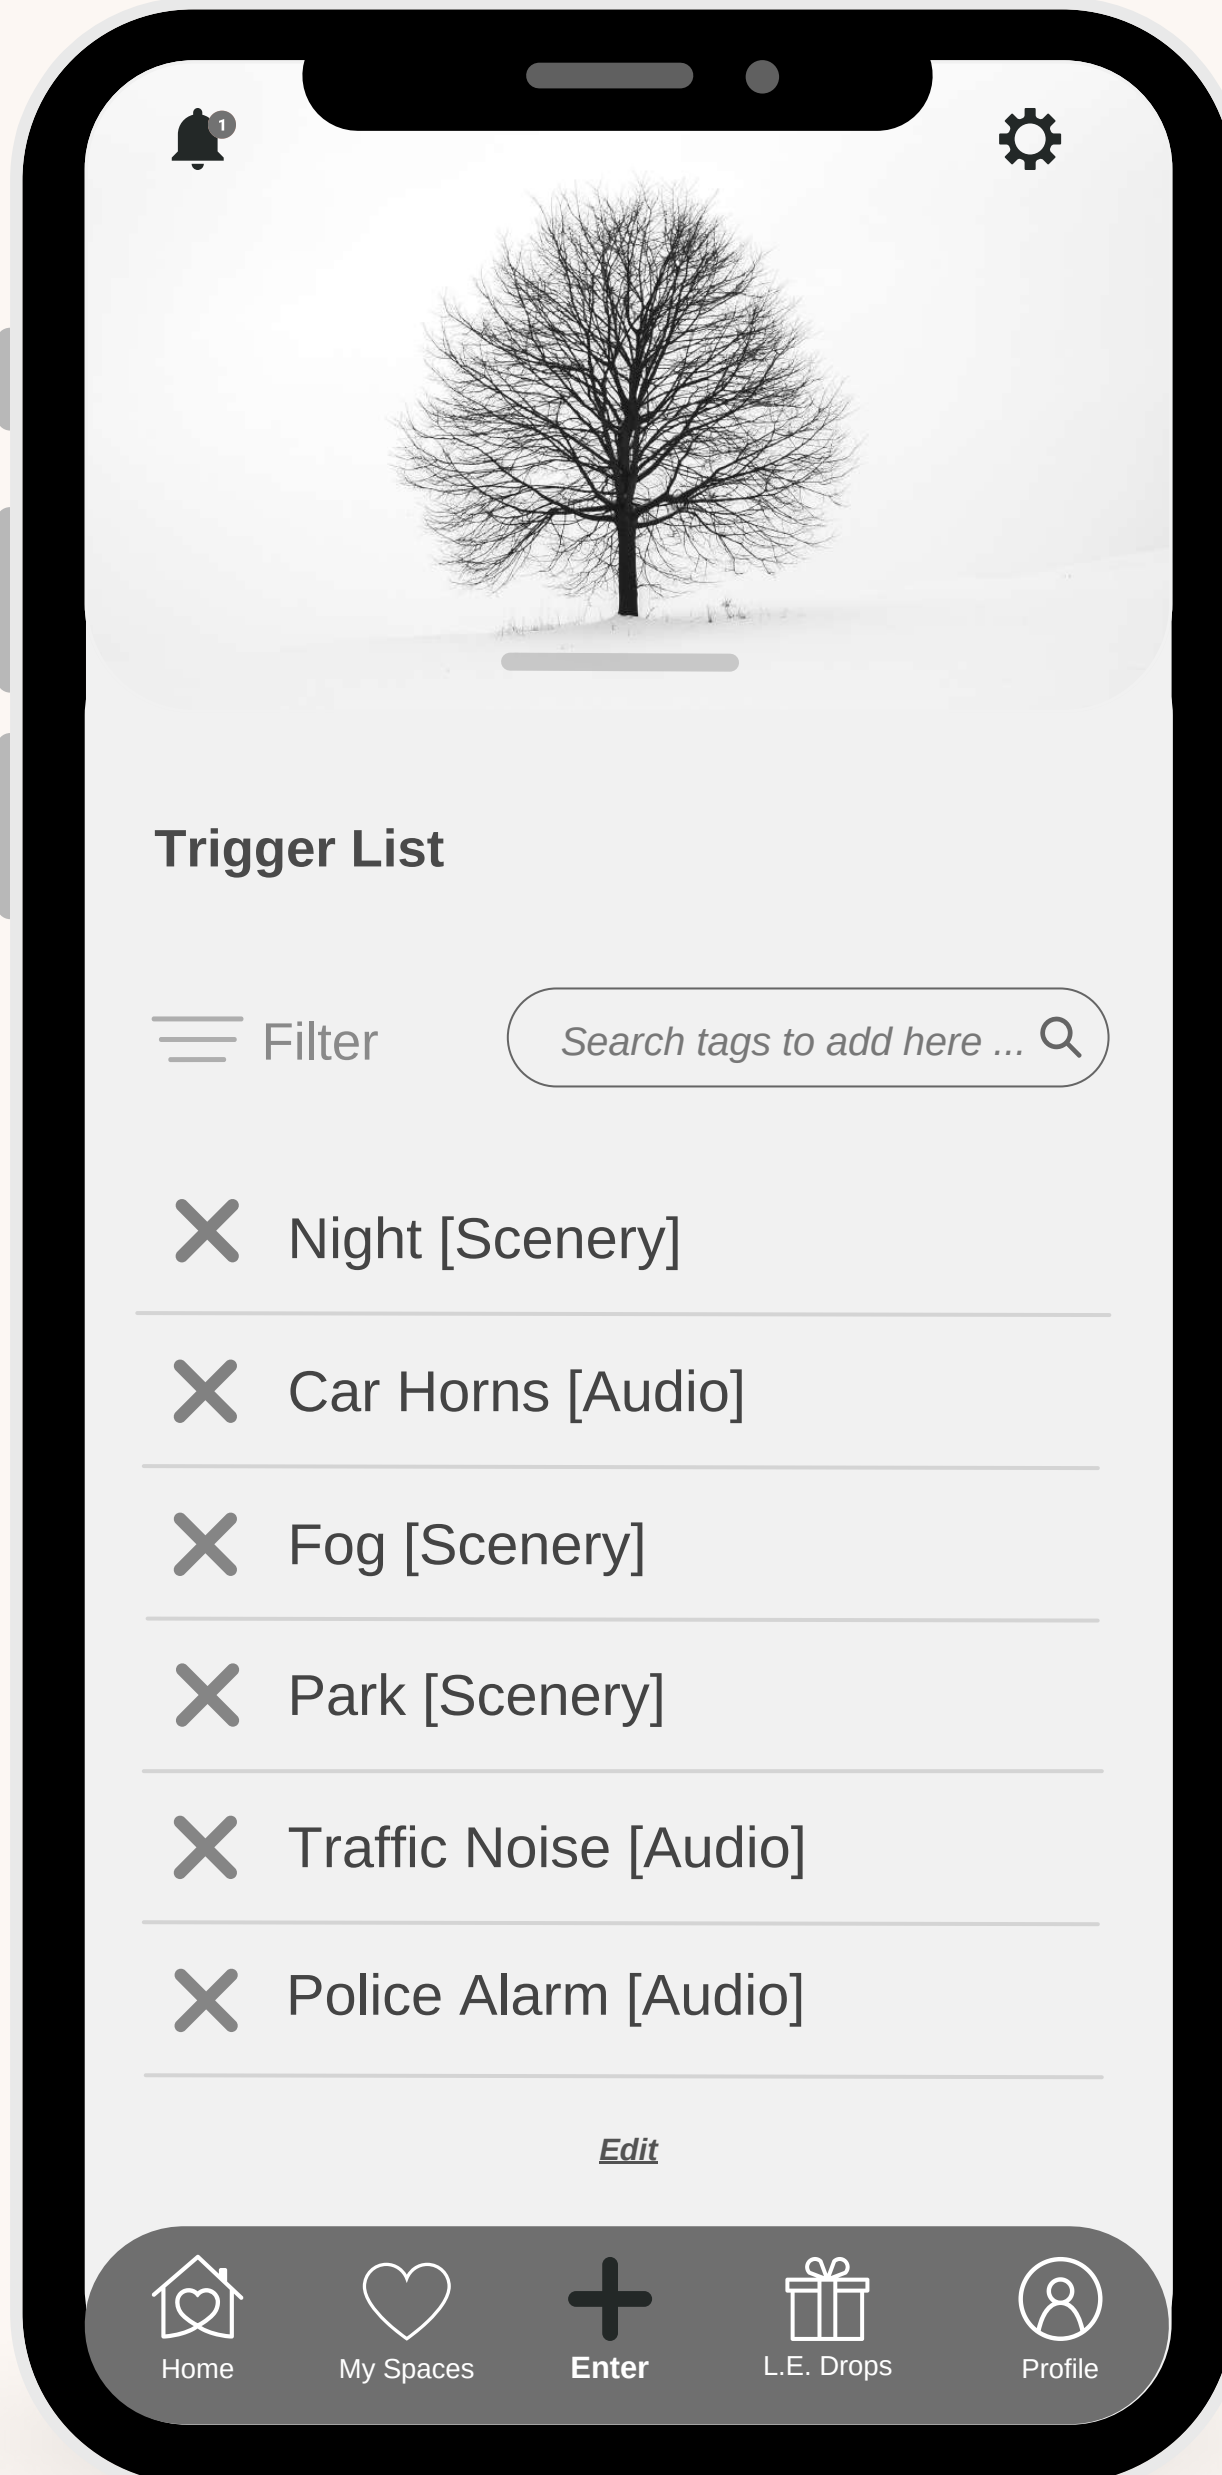 1
Trigger List
Filter
Search tags to add here ...
Night [Scenery]
Car Horns [Audio]
Fog [Scenery]
Park [Scenery]
Traffic Noise [Audio]
Police Alarm [Audio]
Edit
Home
My Spaces
Enter
L.E. Drops
Profile